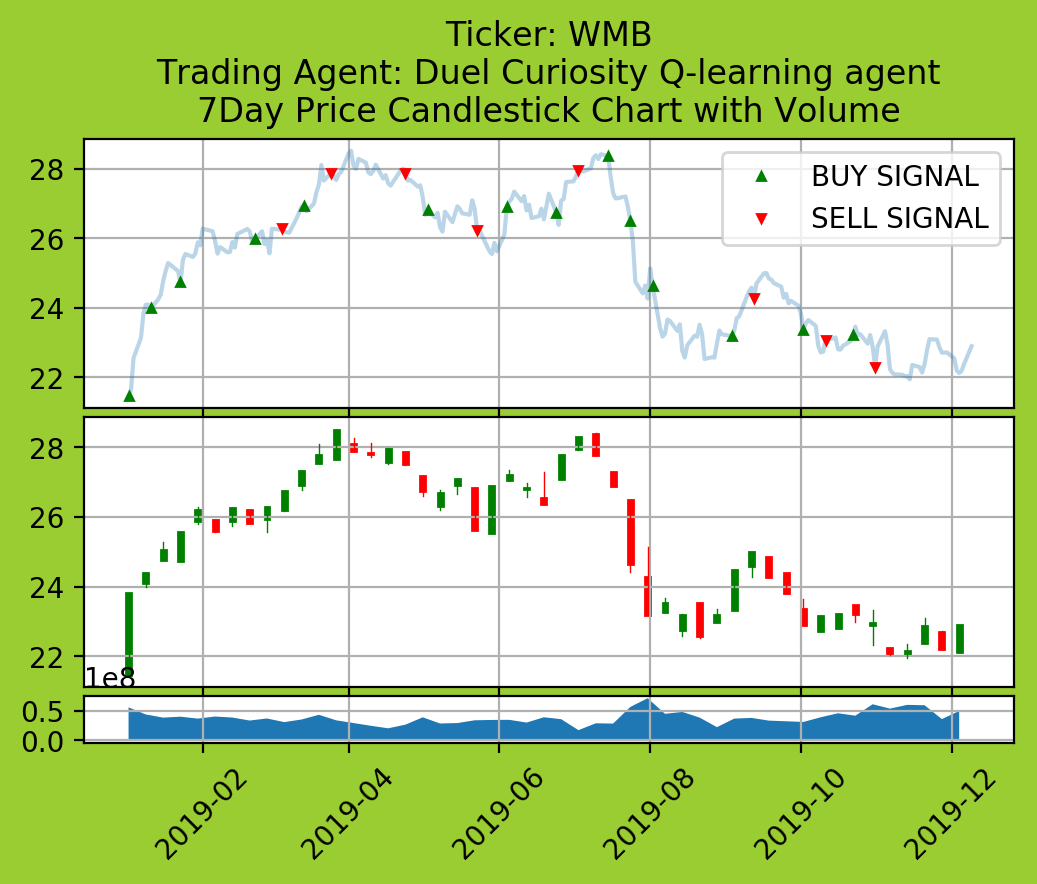 Ticker: WMB
Trading Agent: Duel Curiosity Q-learning agent
7Day Price Candlestick Chart with Volume
28
26
24
22
BUY SIGNAL
SELL SIGNAL
28
26
24
22
1e8
0.5
0.0
2019-02
2019-04
2019-06
2019-08
2019-10
2019-12